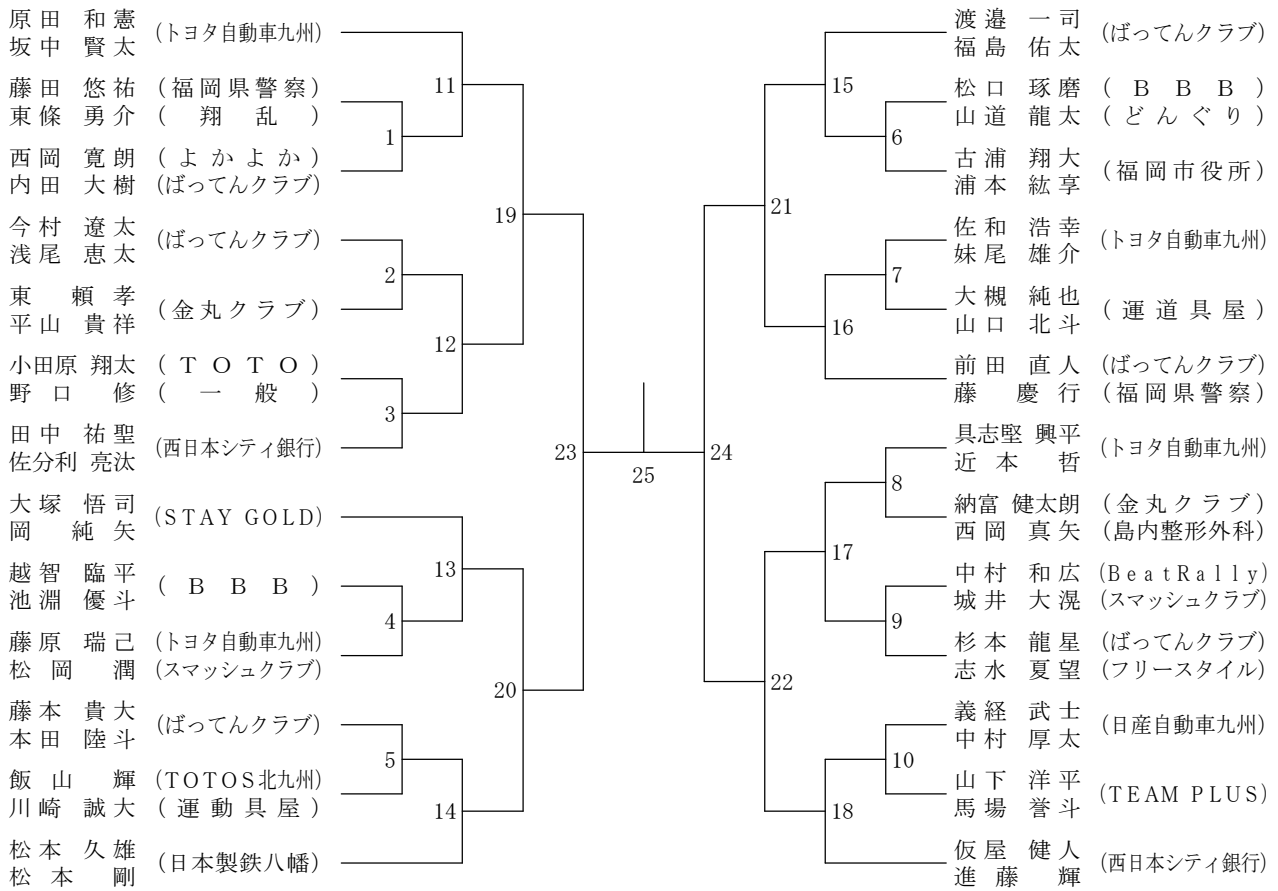 原田 和憲 (トヨタ自動車九州)
坂中 賢太
11
藤田 悠祐 (福岡県警察)
東條 勇介 (翔乱)
1
西岡 寛朗 (よかよか)
内田 大樹 (ばってんクラブ)
19
今村 遼太 (ばってんクラブ)
浅尾 恵太
2
東 頼孝 (金丸クラブ)
平山 貴祥
12
小田原 翔太 (TOTO)
野口 修 (一般)
3
田中 祐聖 (西日本シティ銀行)
佐分利 亮汰
23
大塚 悟司 (STAY GOLD)
岡 純矢
13
越智 臨平 (BBB)
池淵 優斗
4
藤原 瑞己 (トヨタ自動車九州)
松岡 潤 (スマッシュクラブ)
20
藤本 貴大 (ばってんクラブ)
本田 陸斗
5
飯山 輝 (TOTOS北九州)
川崎 誠大 (運動具屋)
14
松本 久雄 (日本製鉄八幡)
松本 剛
25
渡邉 一司 (ばってんクラブ)
福島 佑太
15
松口 琢磨 (BBB)
山道 龍太 (どんぐり)
6
古浦 翔大 (福岡市役所)
浦本 紘享
21
佐和 浩幸 (トヨタ自動車九州)
妹尾 雄介
7
大槻 純也 (運道具屋)
山口 北斗
16
前田 直人 (ばってんクラブ)
藤 慶行 (福岡県警察)
24
具志堅 興平 (トヨタ自動車九州)
近本 哲
8
納富 健太朗 (金丸クラブ)
西岡 真矢 (島内整形外科)
17
中村 和広 (BeatRally)
城井 大滉 (スマッシュクラブ)
9
杉本 龍星 (ばってんクラブ)
志水 夏望 (フリースタイル)
22
義経 武士 (日産自動車九州)
中村 厚太
10
山下 洋平 (TEAM PLUS)
馬場 誉斗
18
仮屋 健人 (西日本シティ銀行)
進藤 輝